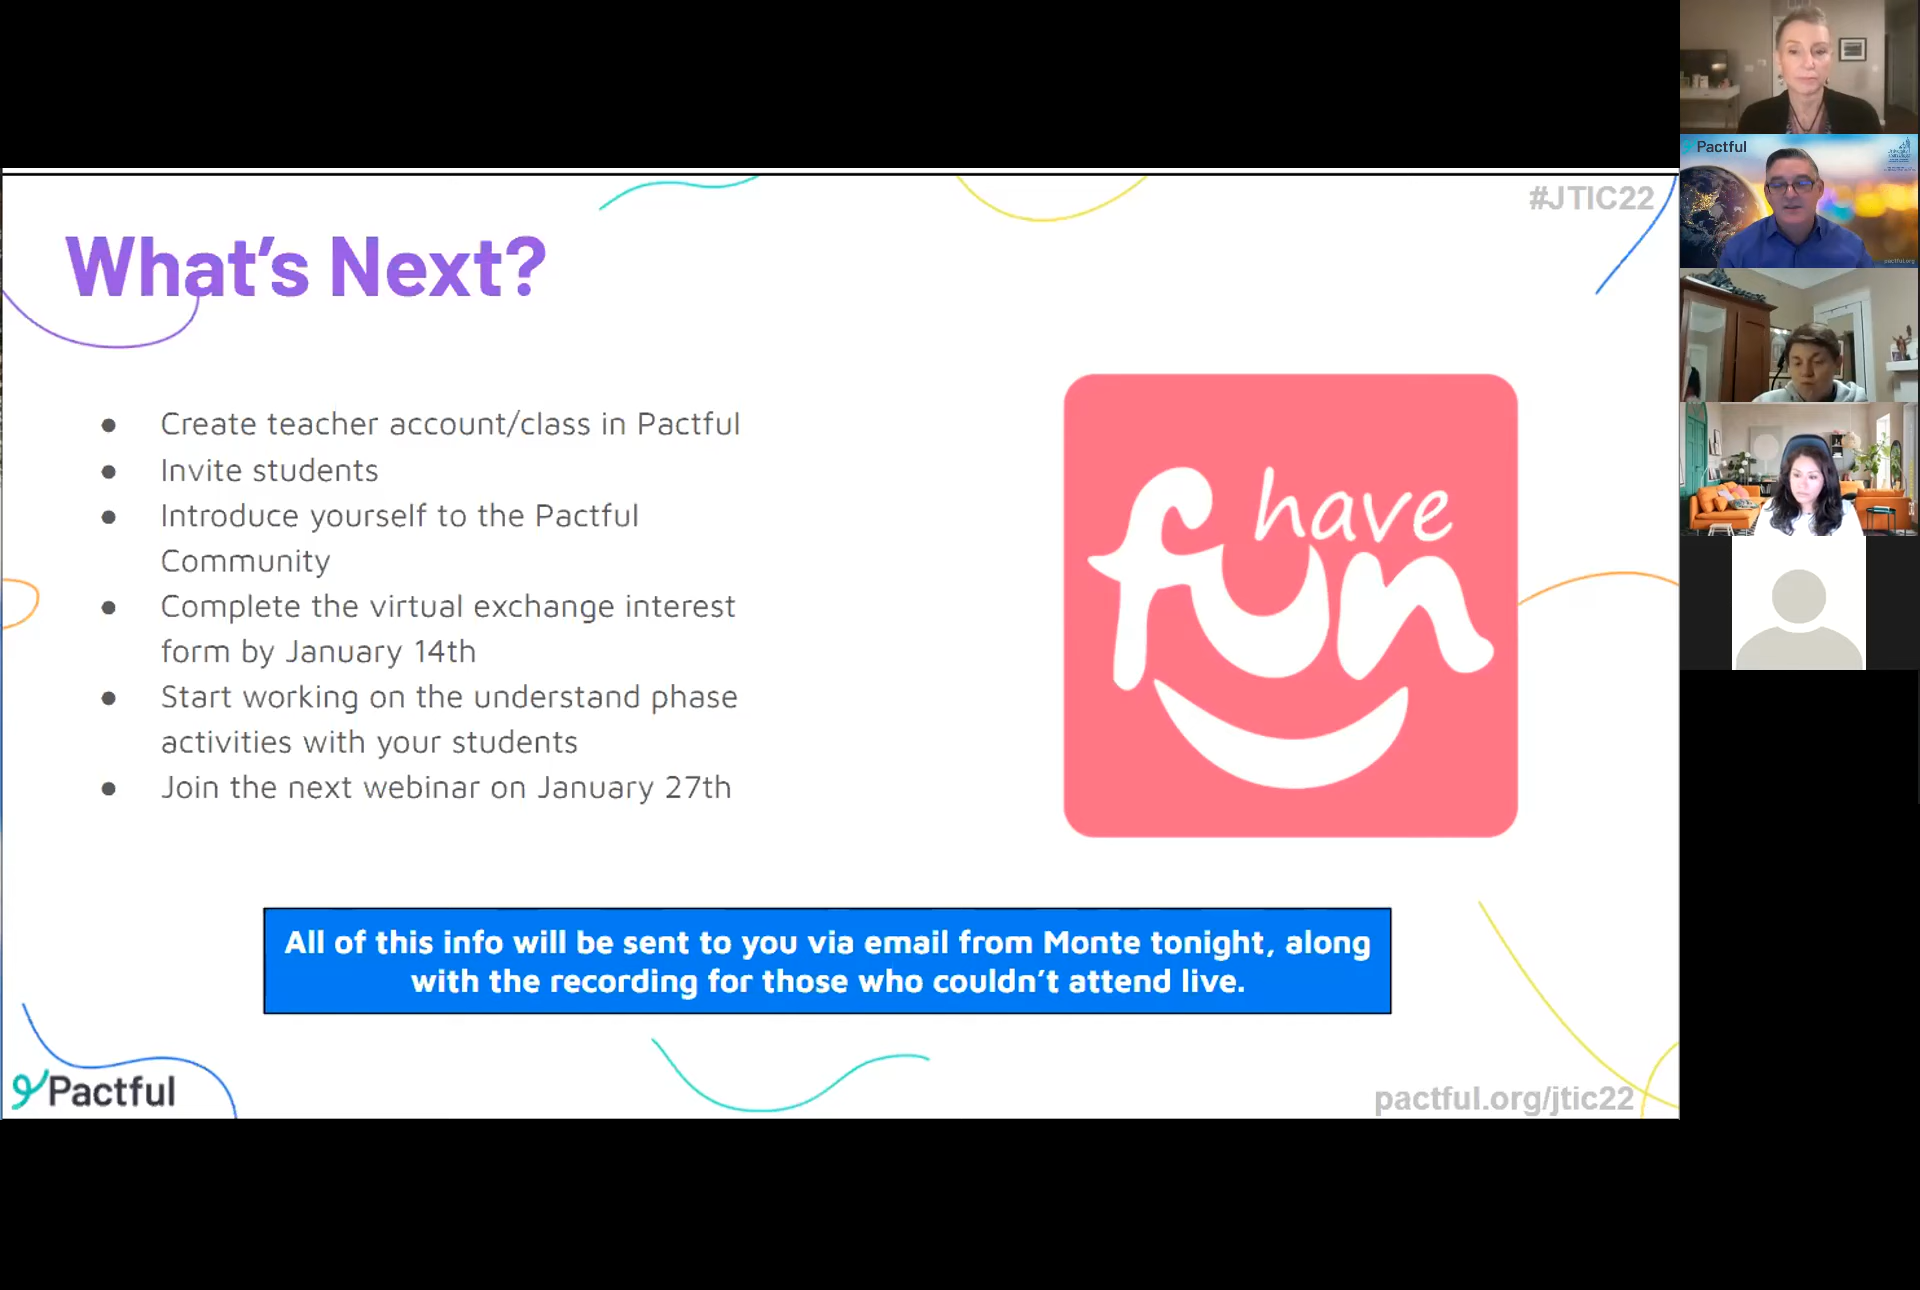 #JTIC22
What's Next?
● Create teacher account/class in Pactful
● Invite students
● Introduce yourself to the Pactful
Community
● Complete the virtual exchange interest
form by January 14th
● Start working on the understand phase
activities with your students
● Join the next webinar on January 27th
have
fun
All of this info will be sent to you via email from Monte tonight, along
with the recording for those who couldn't attend live.
Pactful
pactful.org/jtic22
Pactful
pactful.org